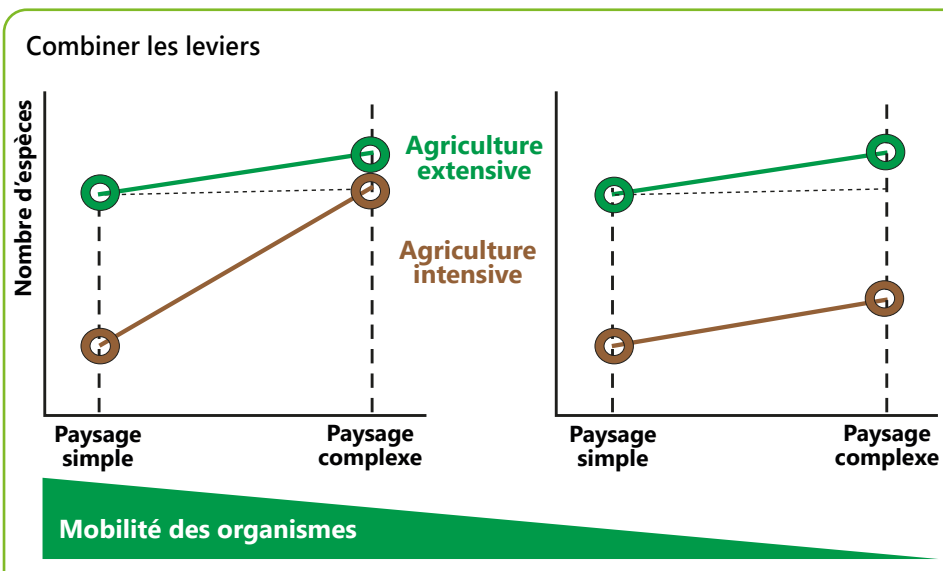 Combiner les leviers
Nombre d'espèces
Agriculture
extensive
Agriculture
intensive
Paysage
simple
Paysage
complexe
Paysage
simple
Paysage
complexe
Mobilité des organismes